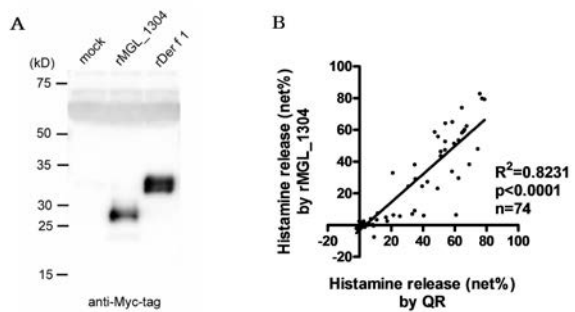 A
(kD)
mock
rMGL_1304
rDer f 1
75
50
35
30
25
15
anti-Myc-tag
B
Histamine release (net%)
by rMGL_1304
100
80
60
40
20
-20
-20
20
40
60
80
100
R²=0.8231
p<0.0001
n=74
Histamine release (net%)
by QR